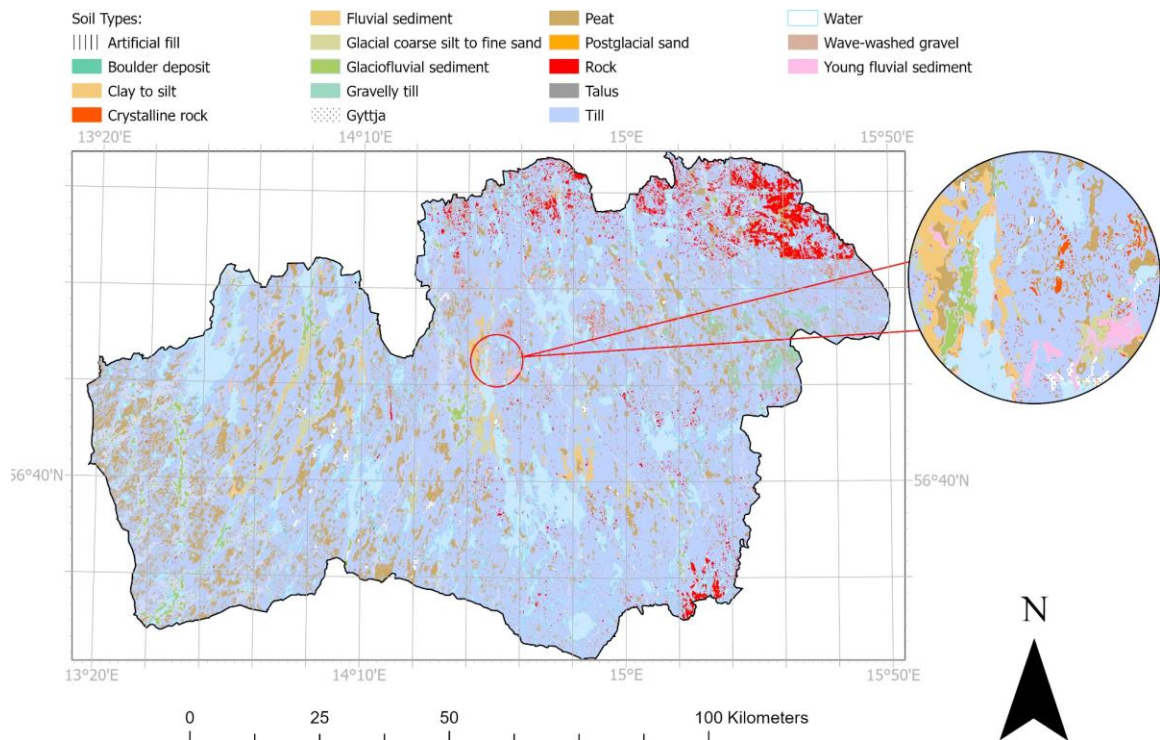 Soil Types:
Artificial fill
Boulder deposit
Clay to silt
Crystalline rock
Fluvial sediment
Glacial coarse silt to fine sand
Glaciofluvial sediment
Gravelly till
Gyttja
Peat
Postglacial sand
Rock
Talus
Till
Water
Wave-washed gravel
Young fluvial sediment
13°20'E 14°10'E 15°E 15°50'E
56°40'N 56°40'N
13°20'E 14°10'E 15°E 15°50'E
N
0 25 50 100 Kilometers